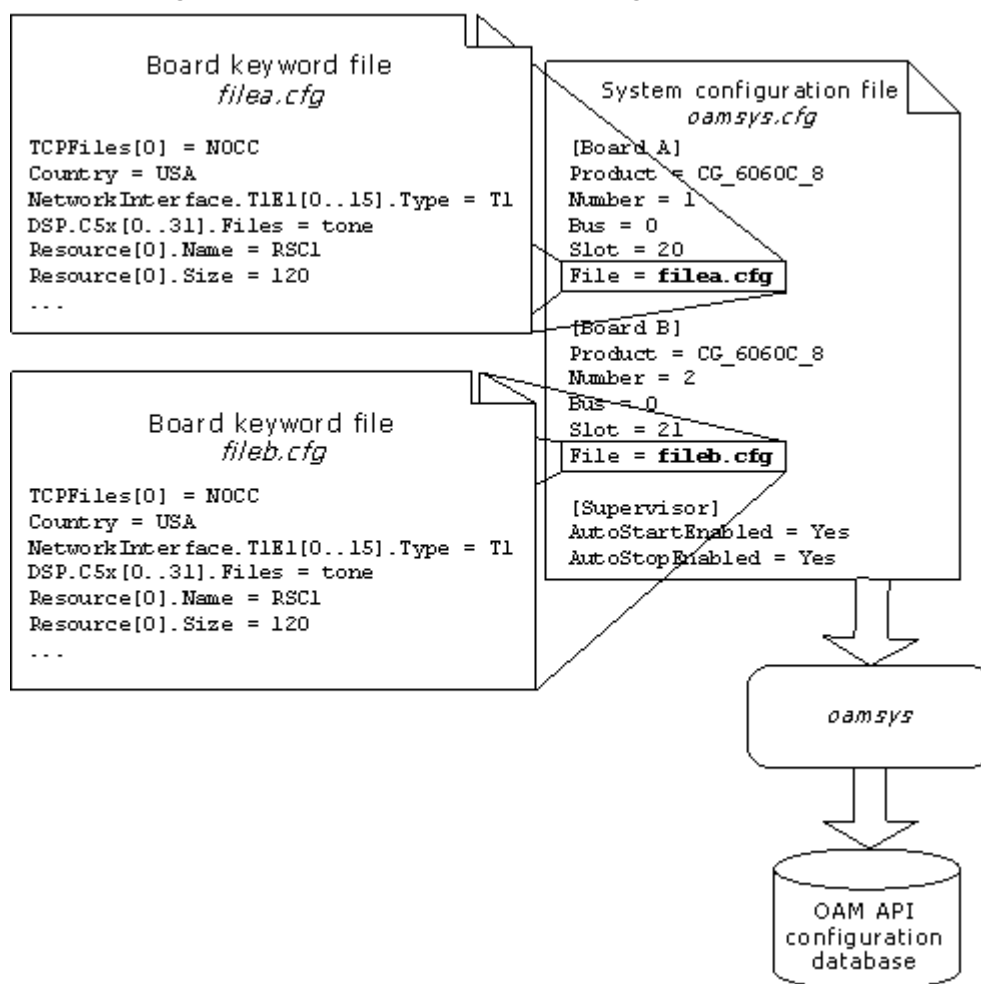 Board keyword file
filea.cfg
TCPFiles[0] = NOCC
Country = USA
NetworkInterface.T1E1[0..15].Type = T1
DSP.C5x[0..31].Files = tone
Resource[0].Name = RSC1
Resource[0].Size = 120
...
System configuration file
oamsys.cfg
[Board A]
Product = CG_6060C_8
Number = 1
Bus = 0
Slot = 20
File = filea.cfg
[Board B]
Product = CG_6060C_8
Number = 2
Bus = 0
Slot = 21
File = fileb.cfg
[Supervisor]
AutoStartEnabled = Yes
AutoStopEnabled = Yes
Board keyword file
fileb.cfg
TCPFiles[0] = NOCC
Country = USA
NetworkInterface.T1E1[0..15].Type = T1
DSP.C5x[0..31].Files = tone
Resource[0].Name = RSC1
Resource[0].Size = 120
...
oamsys
OAM API
configuration
database